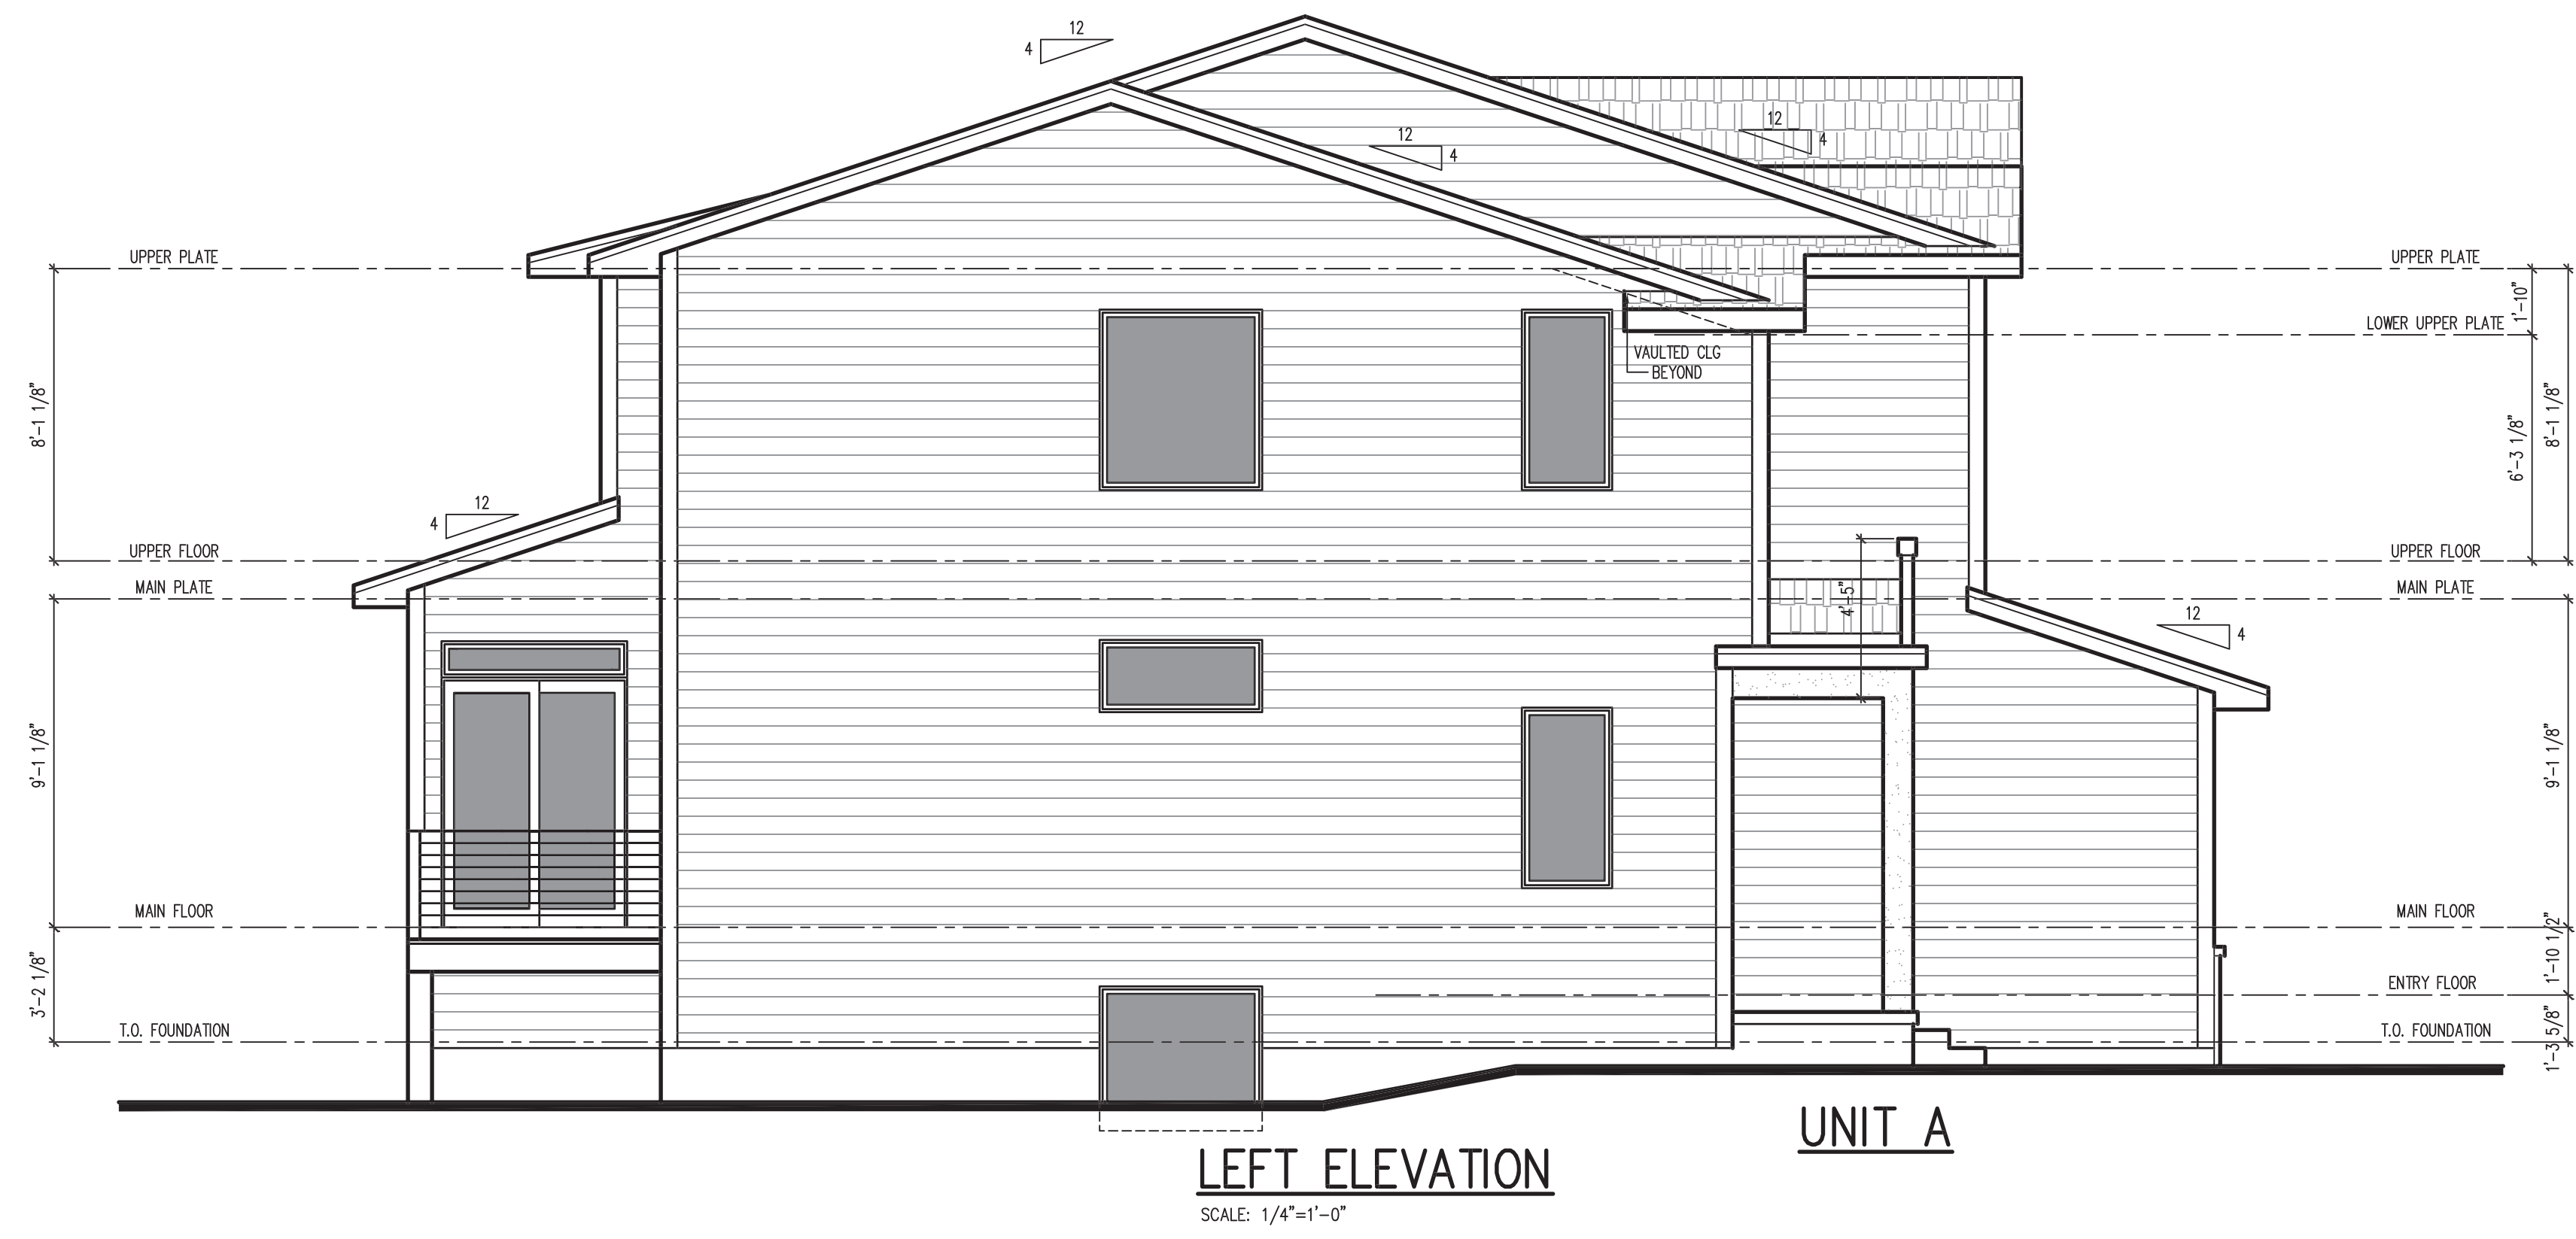 12
4
12
4
12
4
UPPER PLATE
UPPER PLATE
1'-10"
LOWER UPPER PLATE
VAULTED CLG
BEYOND
8'-1 1/8"
8'-1 1/8"
6'-3 1/8"
12
4
UPPER FLOOR
UPPER FLOOR
MAIN PLATE
MAIN PLATE
4'-5"
12
4
9'-1 1/8"
9'-1 1/8"
MAIN FLOOR
MAIN FLOOR
1'-10 1/2"
3'-2 1/8"
ENTRY FLOOR
T.O. FOUNDATION
T.O. FOUNDATION
1'-3 5/8"
UNIT A
LEFT ELEVATION
SCALE: 1/4"=1'-0"